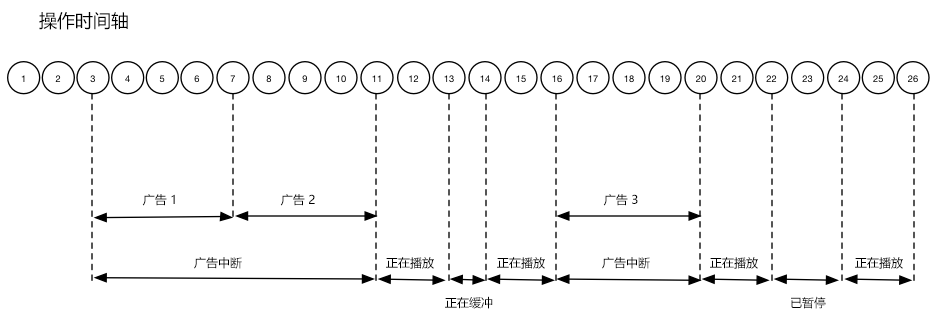 操作时间轴
1 2 3 4 5 6 7 8 9 10 11 12 13 14 15 16 17 18 19 20 21 22 23 24 25 26
广告 1 广告 2 广告 3
广告中断 正在播放 正在播放 广告中断 正在播放 正在播放
正在缓冲 已暂停